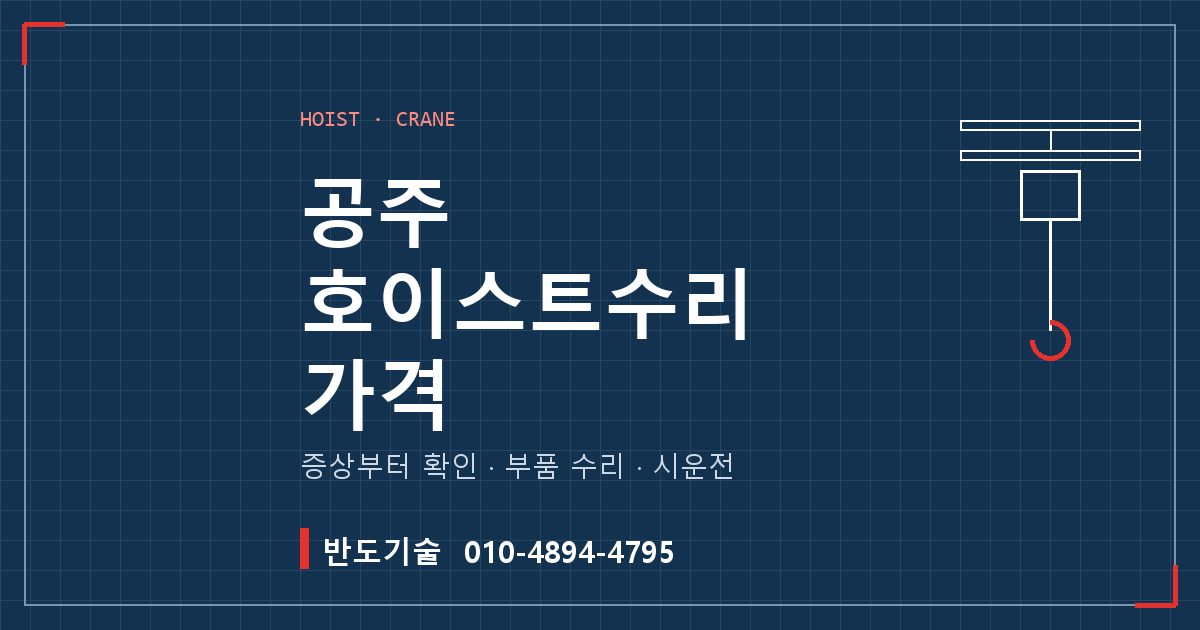 HOIST · CRANE
공주
호이스트수리
가격
증상부터 확인 · 부품 수리 · 시운전
반도기술 010-4894-4795